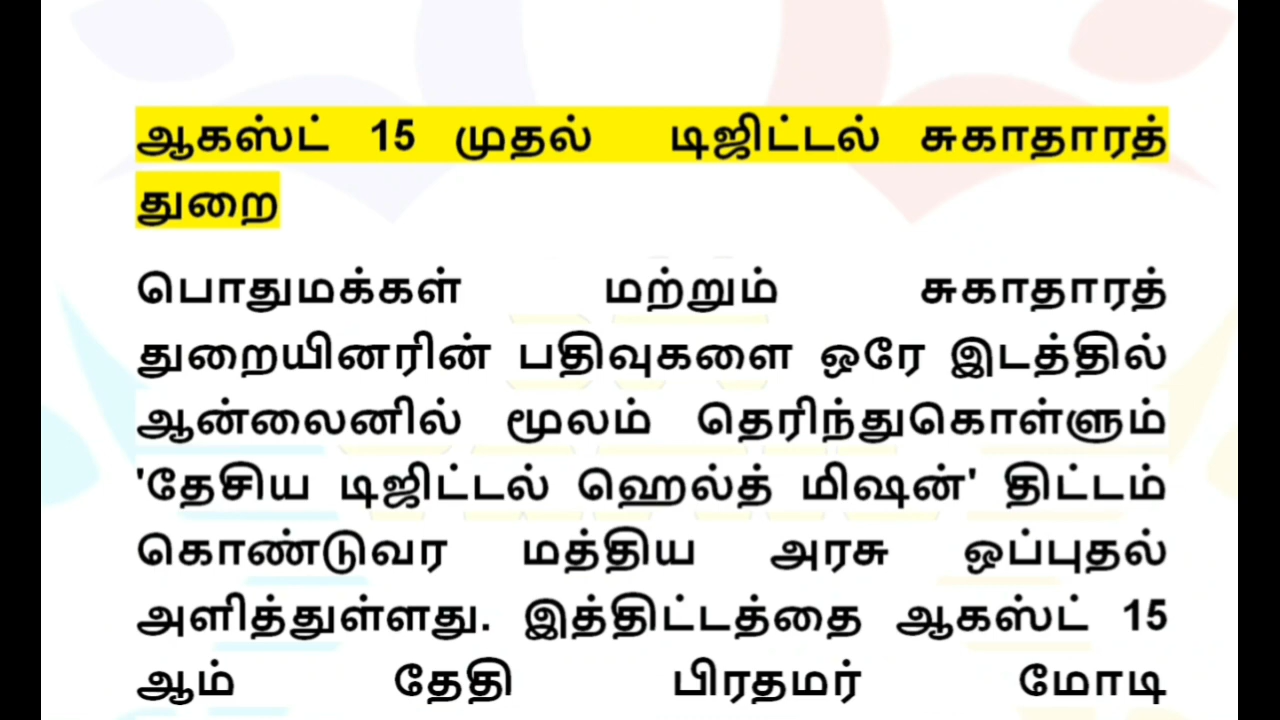 ஆகஸ்ட் 15 முதல் டிஜிட்டல் சுகாதாரத்
துறை
பொதுமக்கள் மற்றும் சுகாதாரத்
துறையினரின் பதிவுகளை ஒரே இடத்தில்
ஆன்லைனில் மூலம் தெரிந்துகொள்ளும்
'தேசிய டிஜிட்டல் ஹெல்த் மிஷன்' திட்டம்
கொண்டுவர மத்திய அரசு ஒப்புதல்
அளித்துள்ளது. இத்திட்டத்தை ஆகஸ்ட் 15
ஆம் தேதி பிரதமர் மோடி